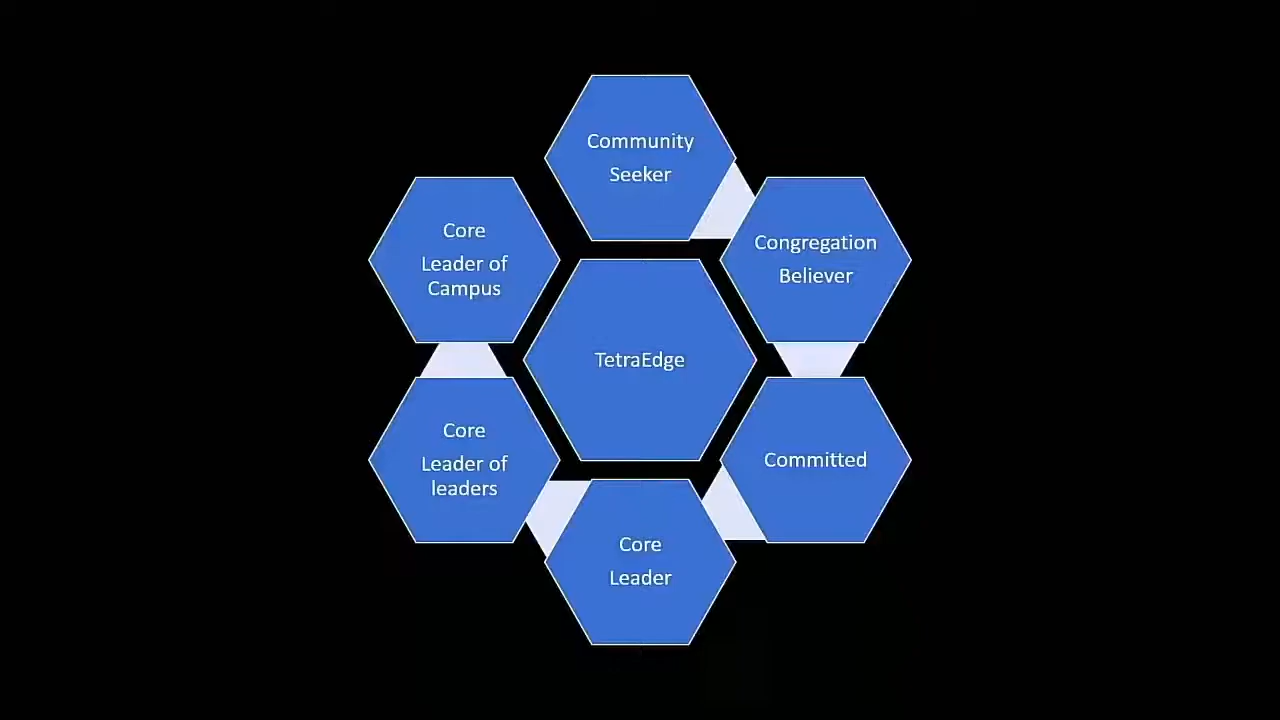 Community
Seeker
Congregation
Believer
Committed
Core
Leader
Core
Leader of
leaders
Core
Leader of
Campus
TetraEdge